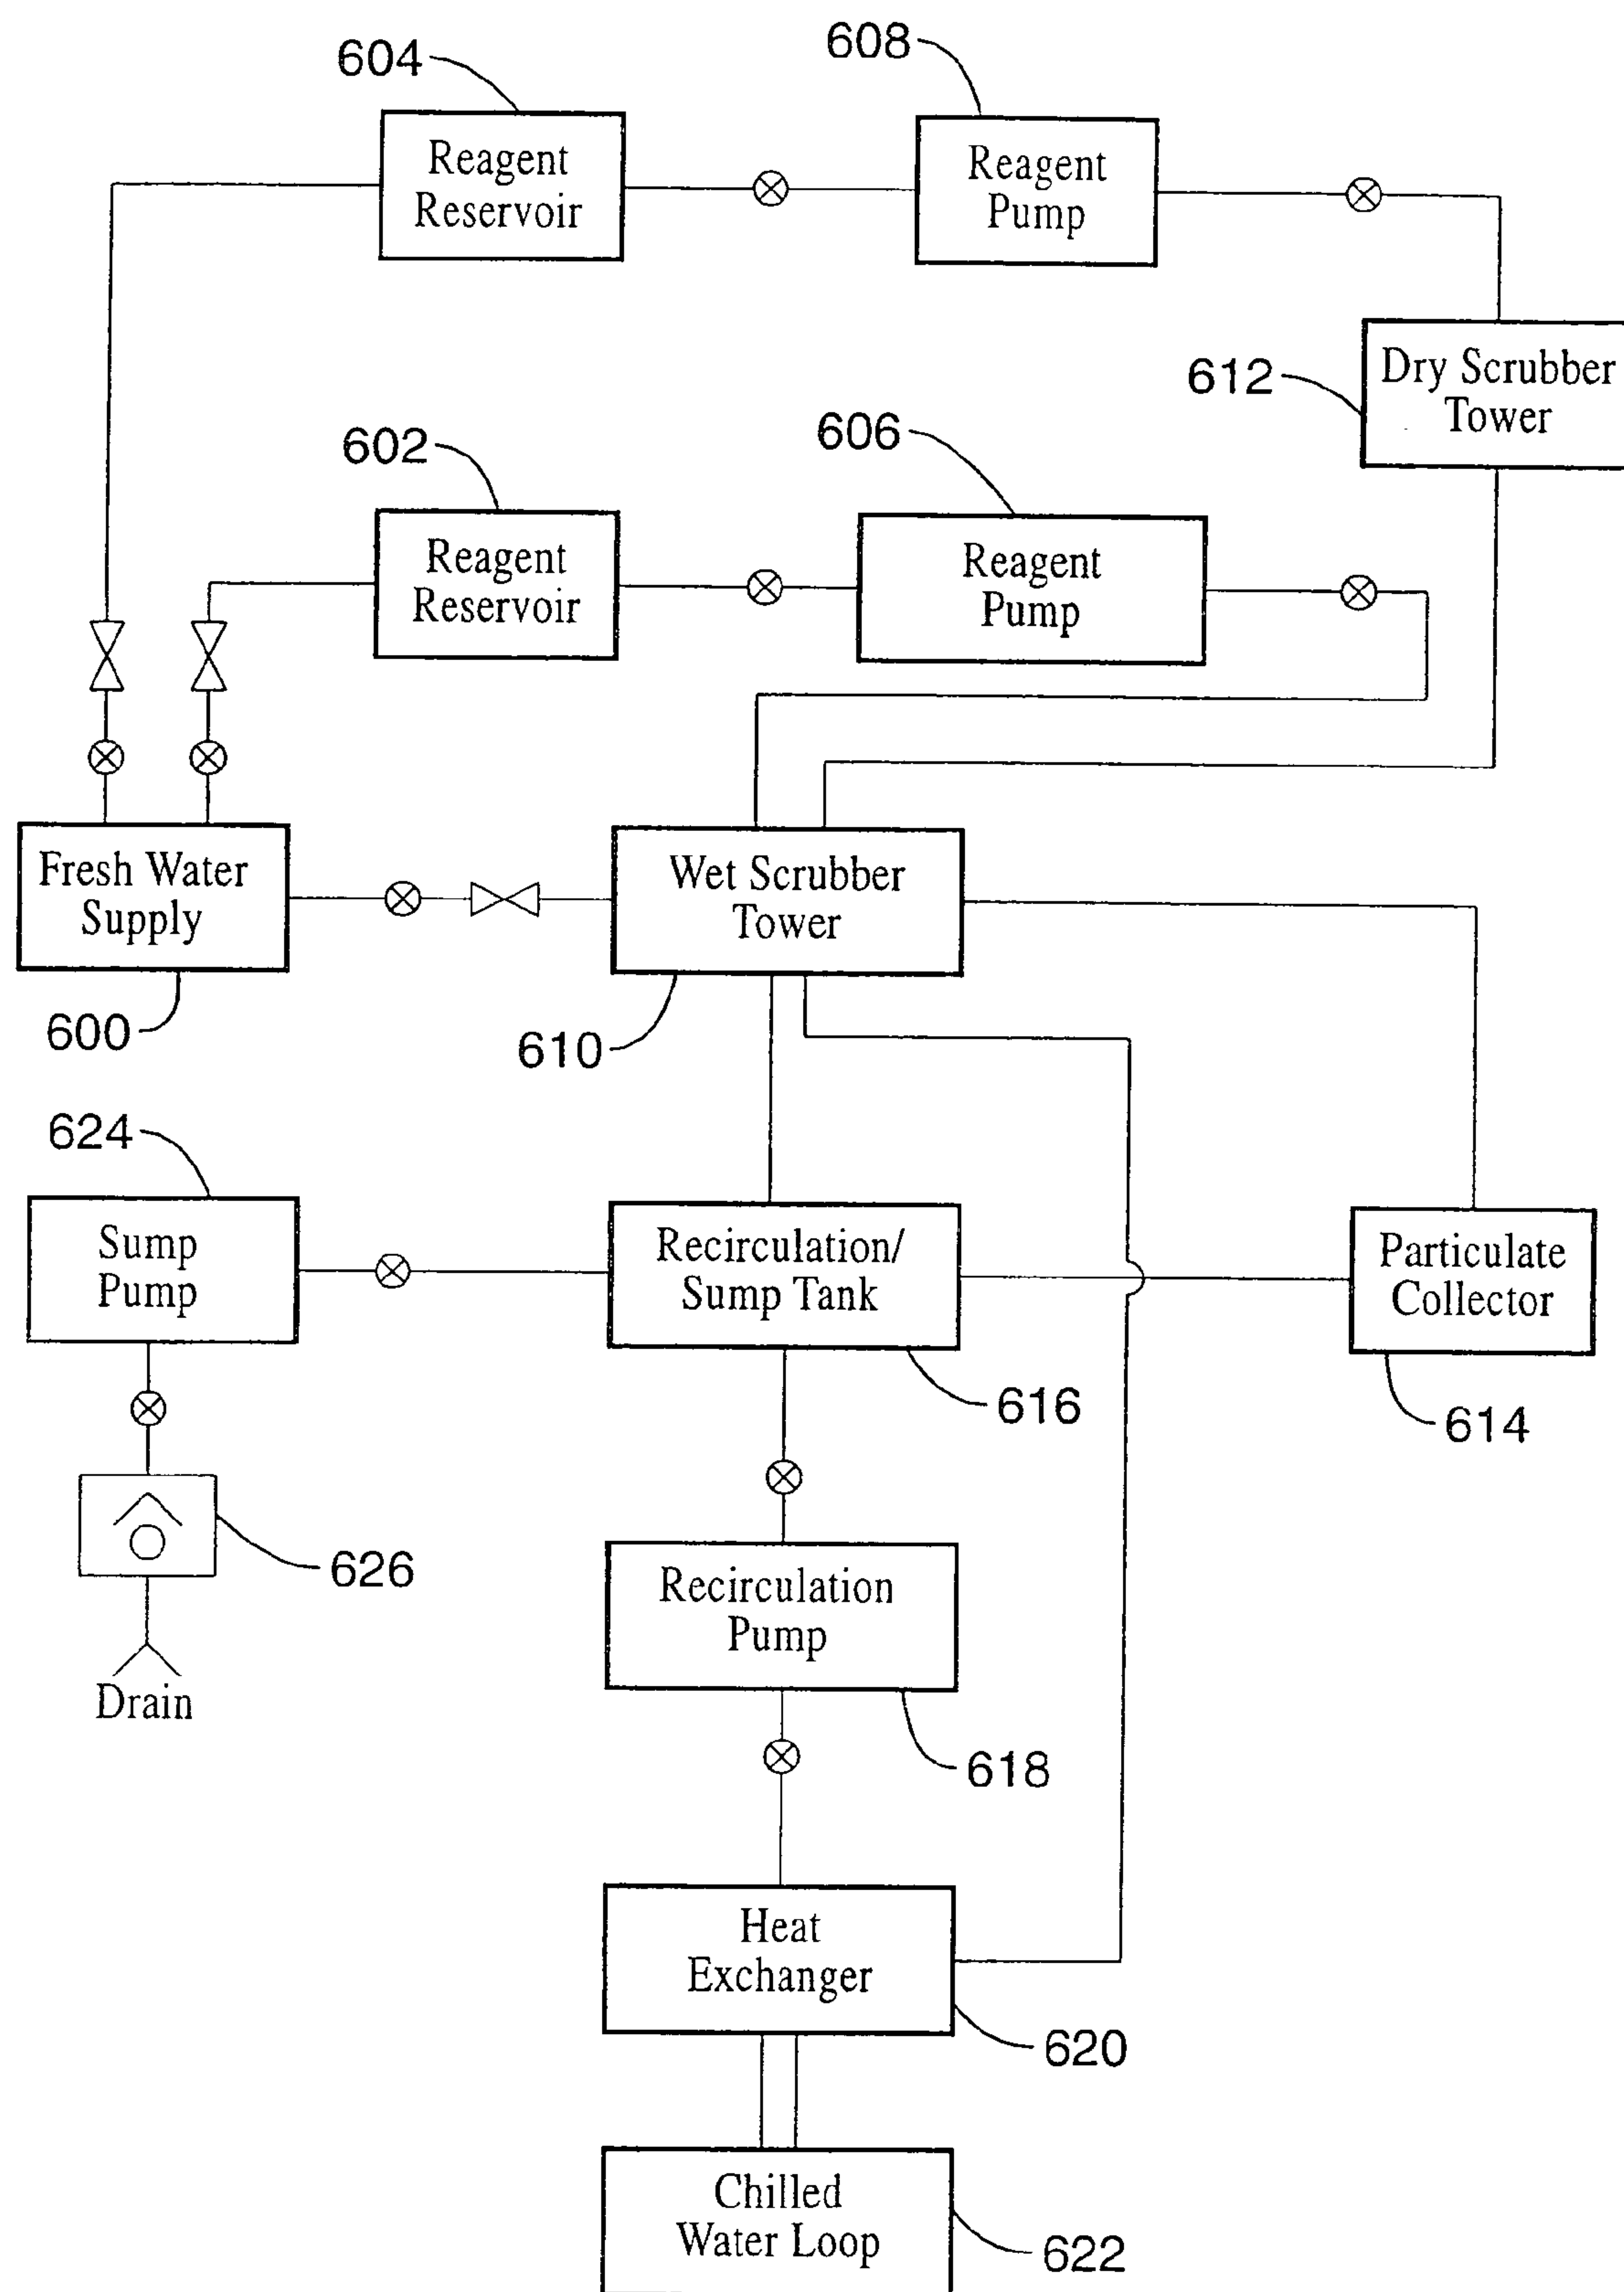 604
608
Reagent
Reservoir
Reagent
Pump
612
Dry Scrubber
Tower
602
606
Reagent
Reservoir
Reagent
Pump
Fresh Water
Supply
Wet Scrubber
Tower
600
610
624
Sump
Pump
Recirculation/
Sump Tank
Particulate
Collector
616
614
626
Recirculation
Pump
Drain
618
Heat
Exchanger
620
Chilled
Water Loop
622